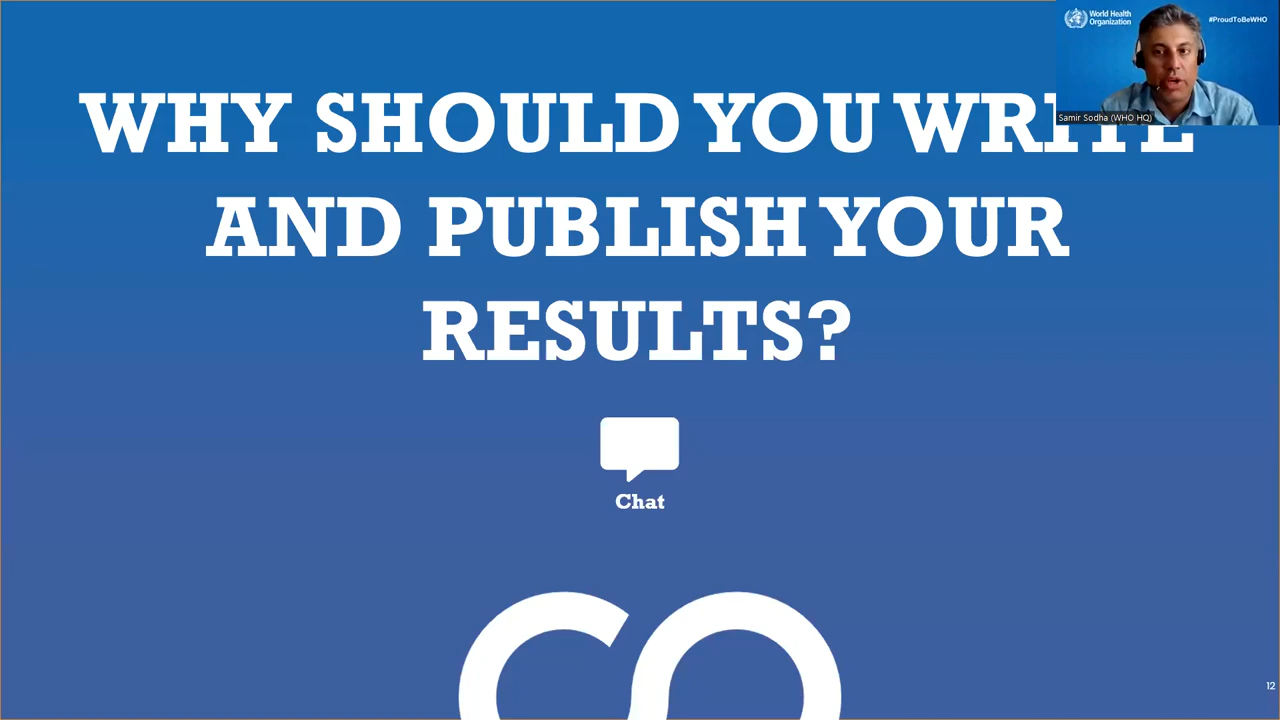 World Health
Organization
#ProudToBeWHO
Samir Sodha (WHO HQ)
WHY SHOULD YOU WRITE
AND PUBLISH YOUR
RESULTS?
Chat
12